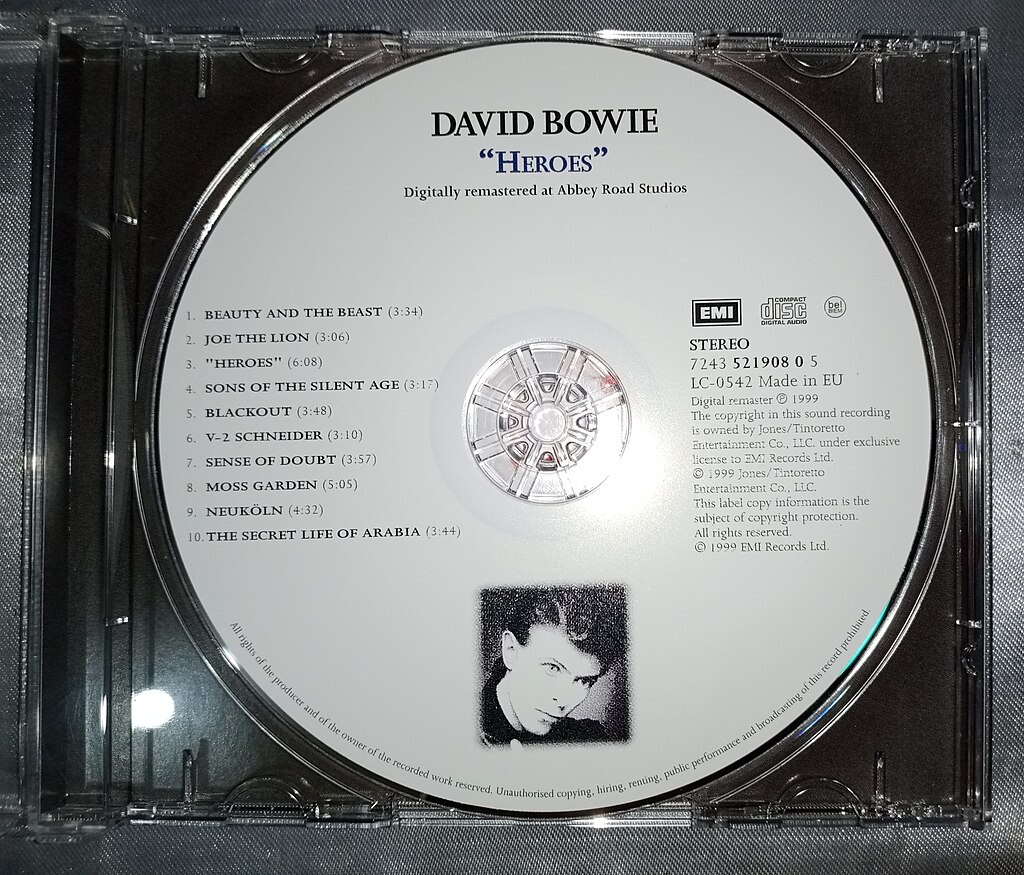 DAVID BOWIE
“HEROES”
Digitally remastered at Abbey Road Studios
1. BEAUTY AND THE BEAST (3:34)
2. JOE THE LION (3:06)
3. "HEROES" (6:08)
4. SONS OF THE SILENT AGE (3:17)
5. BLACKOUT (3:48)
6. V-2 SCHNEIDER (3:10)
7. SENSE OF DOUBT (3:57)
8. MOSS GARDEN (5:05)
9. NEUKÖLN (4:32)
10. THE SECRET LIFE OF ARABIA (3:44)
EMI
COMPACT
disc
DIGITAL AUDIO
bel
BIEM
STEREO
7243 521908 0 5
LC-0542 Made in EU
Digital remaster ℗ 1999
The copyright in this sound recording
is owned by Jones/Tintoretto
Entertainment Co., LLC. under exclusive
license to EMI Records Ltd.
© 1999 Jones/Tintoretto
Entertainment Co., LLC.
This label copy information is the
subject of copyright protection.
All rights reserved.
© 1999 EMI Records Ltd.
All rights of the producer and of the owner of the recorded work reserved. Unauthorised copying, hiring, renting, public performance and broadcasting of this record prohibited.